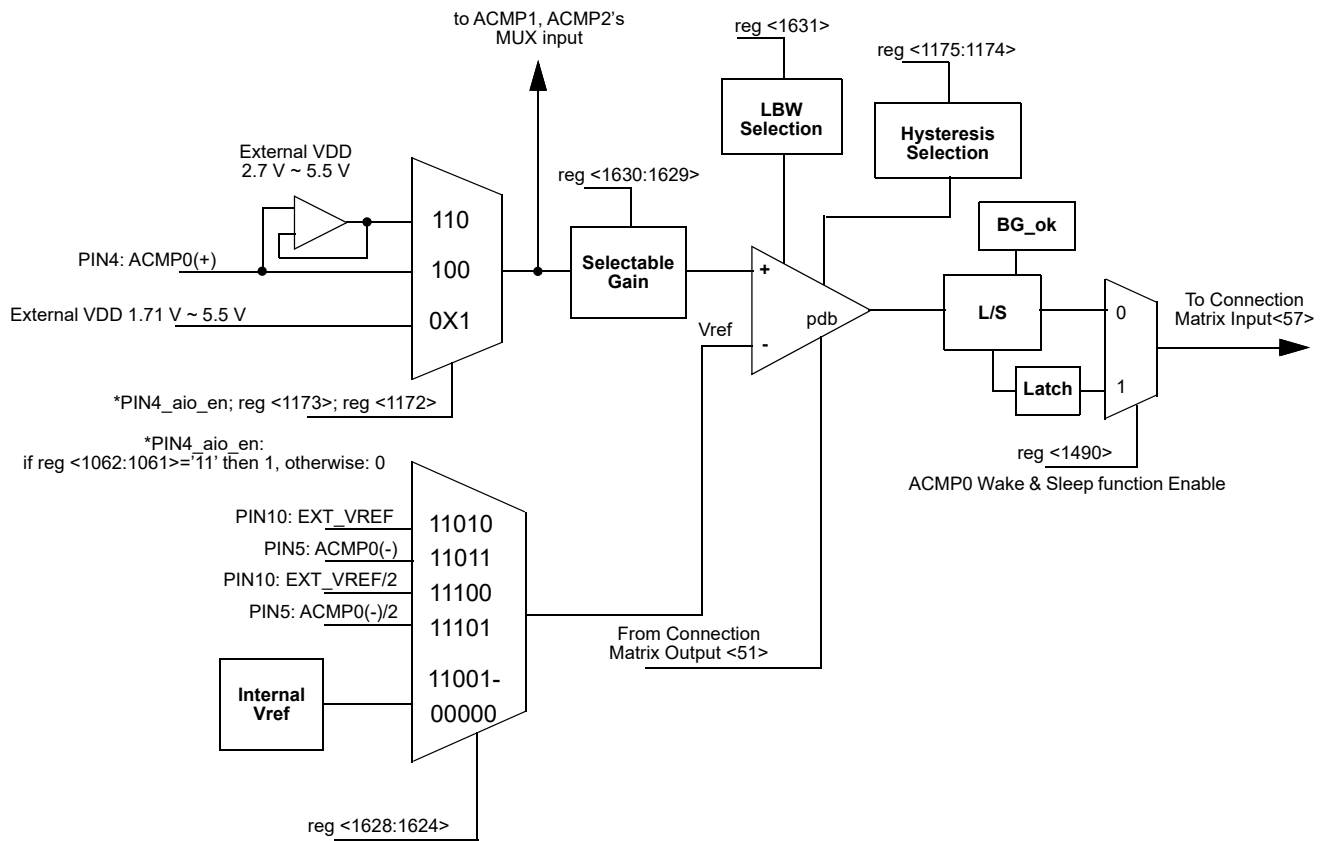 to ACMP1, ACMP2's
MUX input
reg <1631>
reg <1175:1174>
LBW
Selection
Hysteresis
Selection
External VDD
2.7 V ~ 5.5 V
reg <1630:1629>
110
BG_ok
PIN4: ACMP0(+)
100
Selectable
Gain
+
External VDD 1.71 V ~ 5.5 V
0X1
L/S
0
To Connection
Matrix Input<57>
pdb
Vref
-
Latch
1
*PIN4_aio_en; reg <1173>; reg <1172>
*PIN4_aio_en:
if reg <1062:1061>='11' then 1, otherwise: 0
reg <1490>
ACMP0 Wake & Sleep function Enable
PIN10: EXT_VREF
11010
PIN5: ACMP0(-)
11011
PIN10: EXT_VREF/2
11100
PIN5: ACMP0(-)/2
11101
From Connection
Matrix Output <51>
Internal
Vref
11001-
00000
reg <1628:1624>